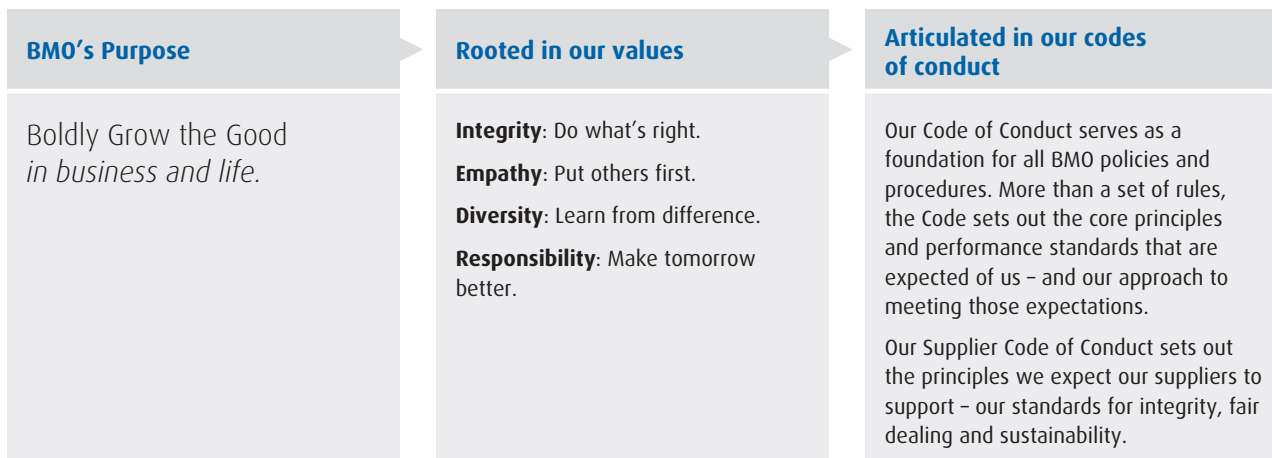 BMO's Purpose
Boldly Grow the Good
in business and life.
Rooted in our values
Integrity: Do what's right.
Empathy: Put others first.
Diversity: Learn from difference.
Responsibility: Make tomorrow
better.
Articulated in our codes
of conduct
Our Code of Conduct serves as a
foundation for all BMO policies and
procedures. More than a set of rules,
the Code sets out the core principles
and performance standards that are
expected of us – and our approach to
meeting those expectations.
Our Supplier Code of Conduct sets out
the principles we expect our suppliers to
support – our standards for integrity, fair
dealing and sustainability.